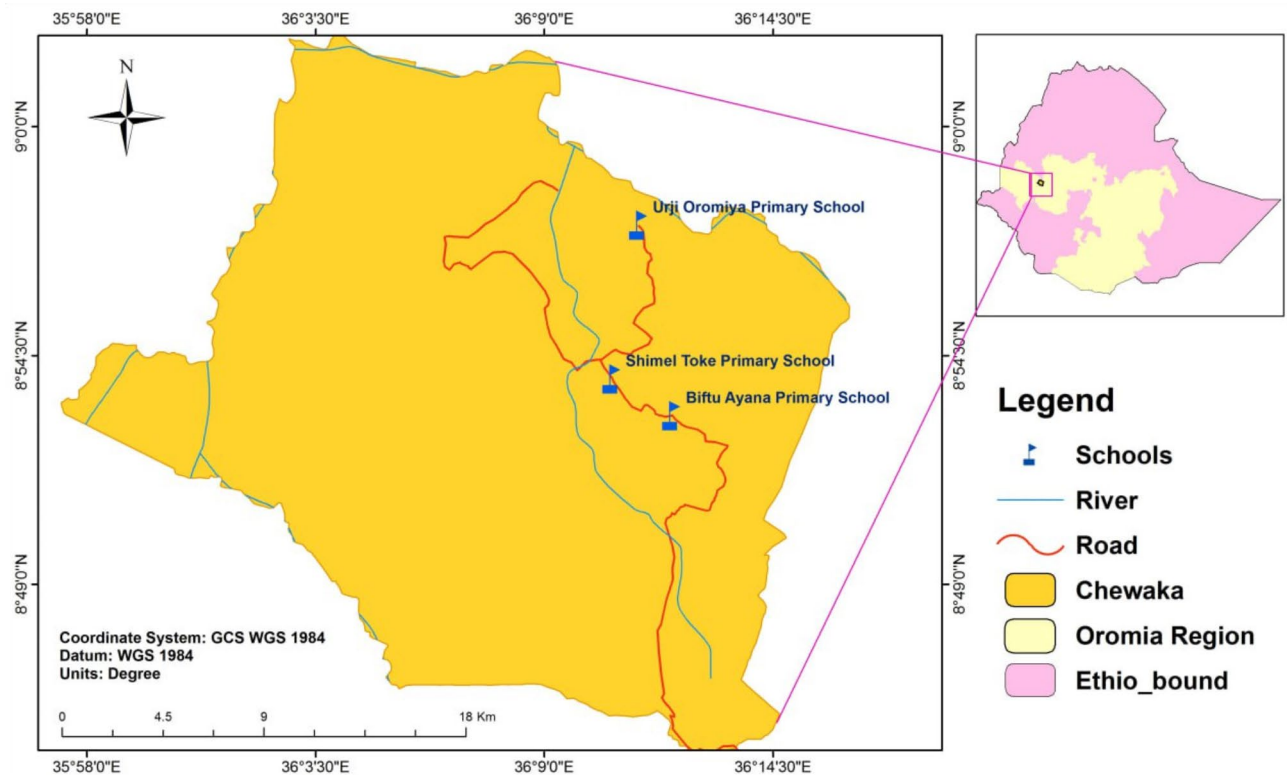 35°58'0"E
36°3'30"E
36°9'0"E
36°14'30"E
N
9°0'0"N
9°0'0"N
Urji Oromiya Primary School
8°54'30"N
8°54'30"N
Shimel Toke Primary School
Biftu Ayana Primary School
8°49'0"N
8°49'0"N
Coordinate System: GCS WGS 1984
Datum: WGS 1984
Units: Degree
0
4.5
9
18 Km
35°58'0"E
36°3'30"E
36°9'0"E
36°14'30"E
Legend
Schools
River
Road
Chewaka
Oromia Region
Ethio_bound